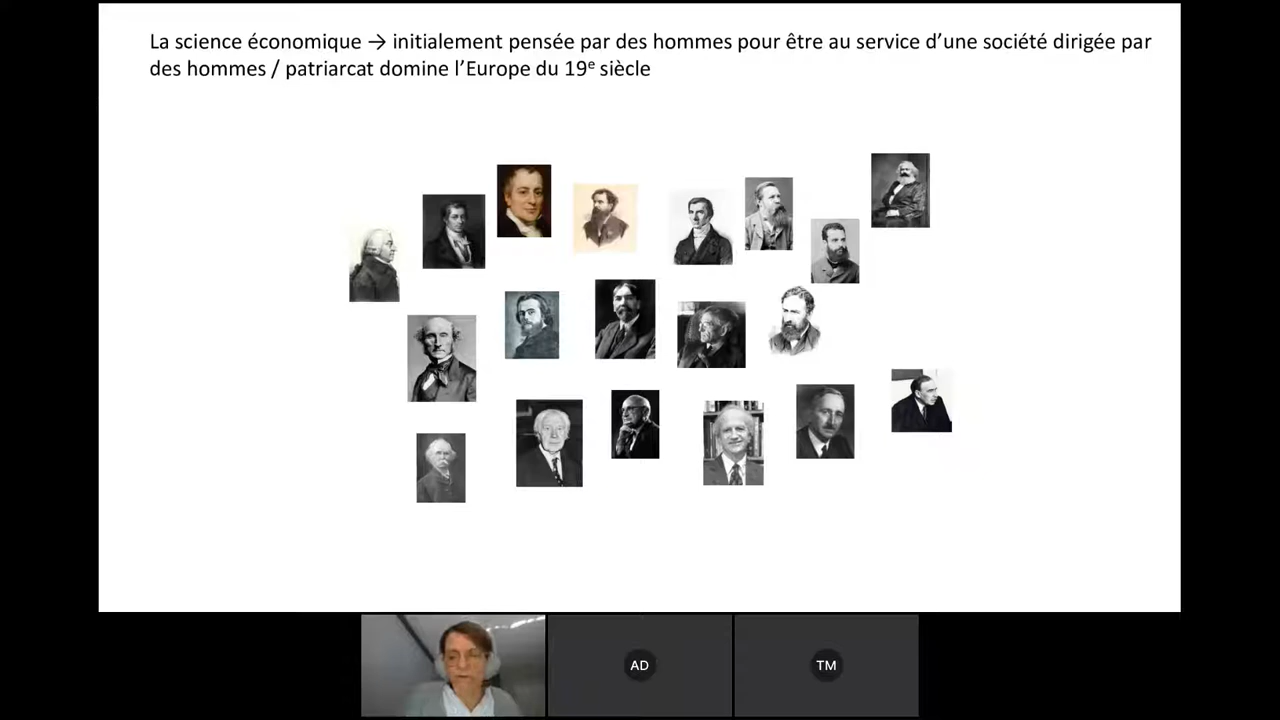 La science économique → initialement pensée par des hommes pour être au service d’une société dirigée par
des hommes / patriarcat domine l’Europe du 19e siècle
AD
TM